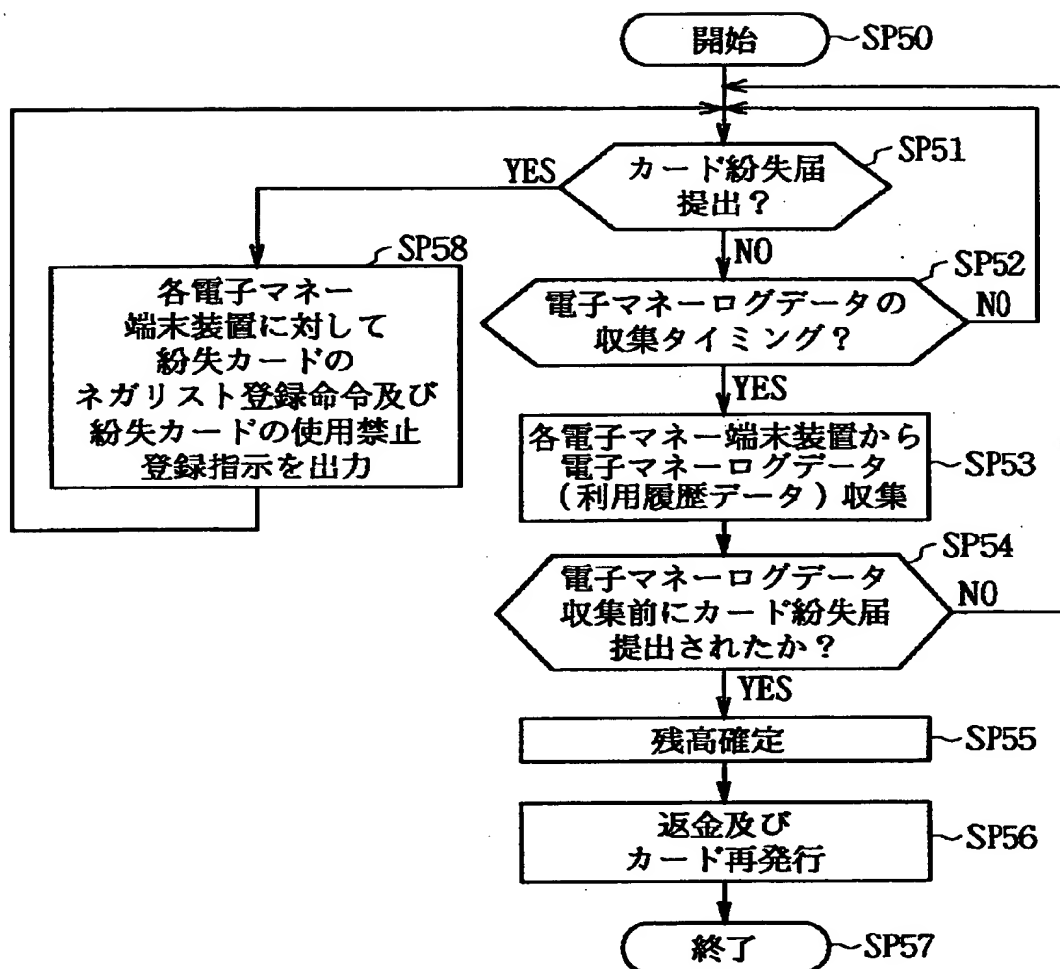 開始
SP50
カード紛失届
提出？
SP51
YES
NO
SP58
各電子マネー
端末装置に対して
紛失カードの
ネガリスト登録命令及び
紛失カードの使用禁止
登録指示を出力
SP52
電子マネーログデータの
収集タイミング？
NO
YES
各電子マネー端末装置から
電子マネーログデータ
(利用履歴データ)収集
SP53
SP54
電子マネーログデータ
収集前にカード紛失届
提出されたか？
NO
YES
残高確定
SP55
返金及び
カード再発行
SP56
終了
SP57